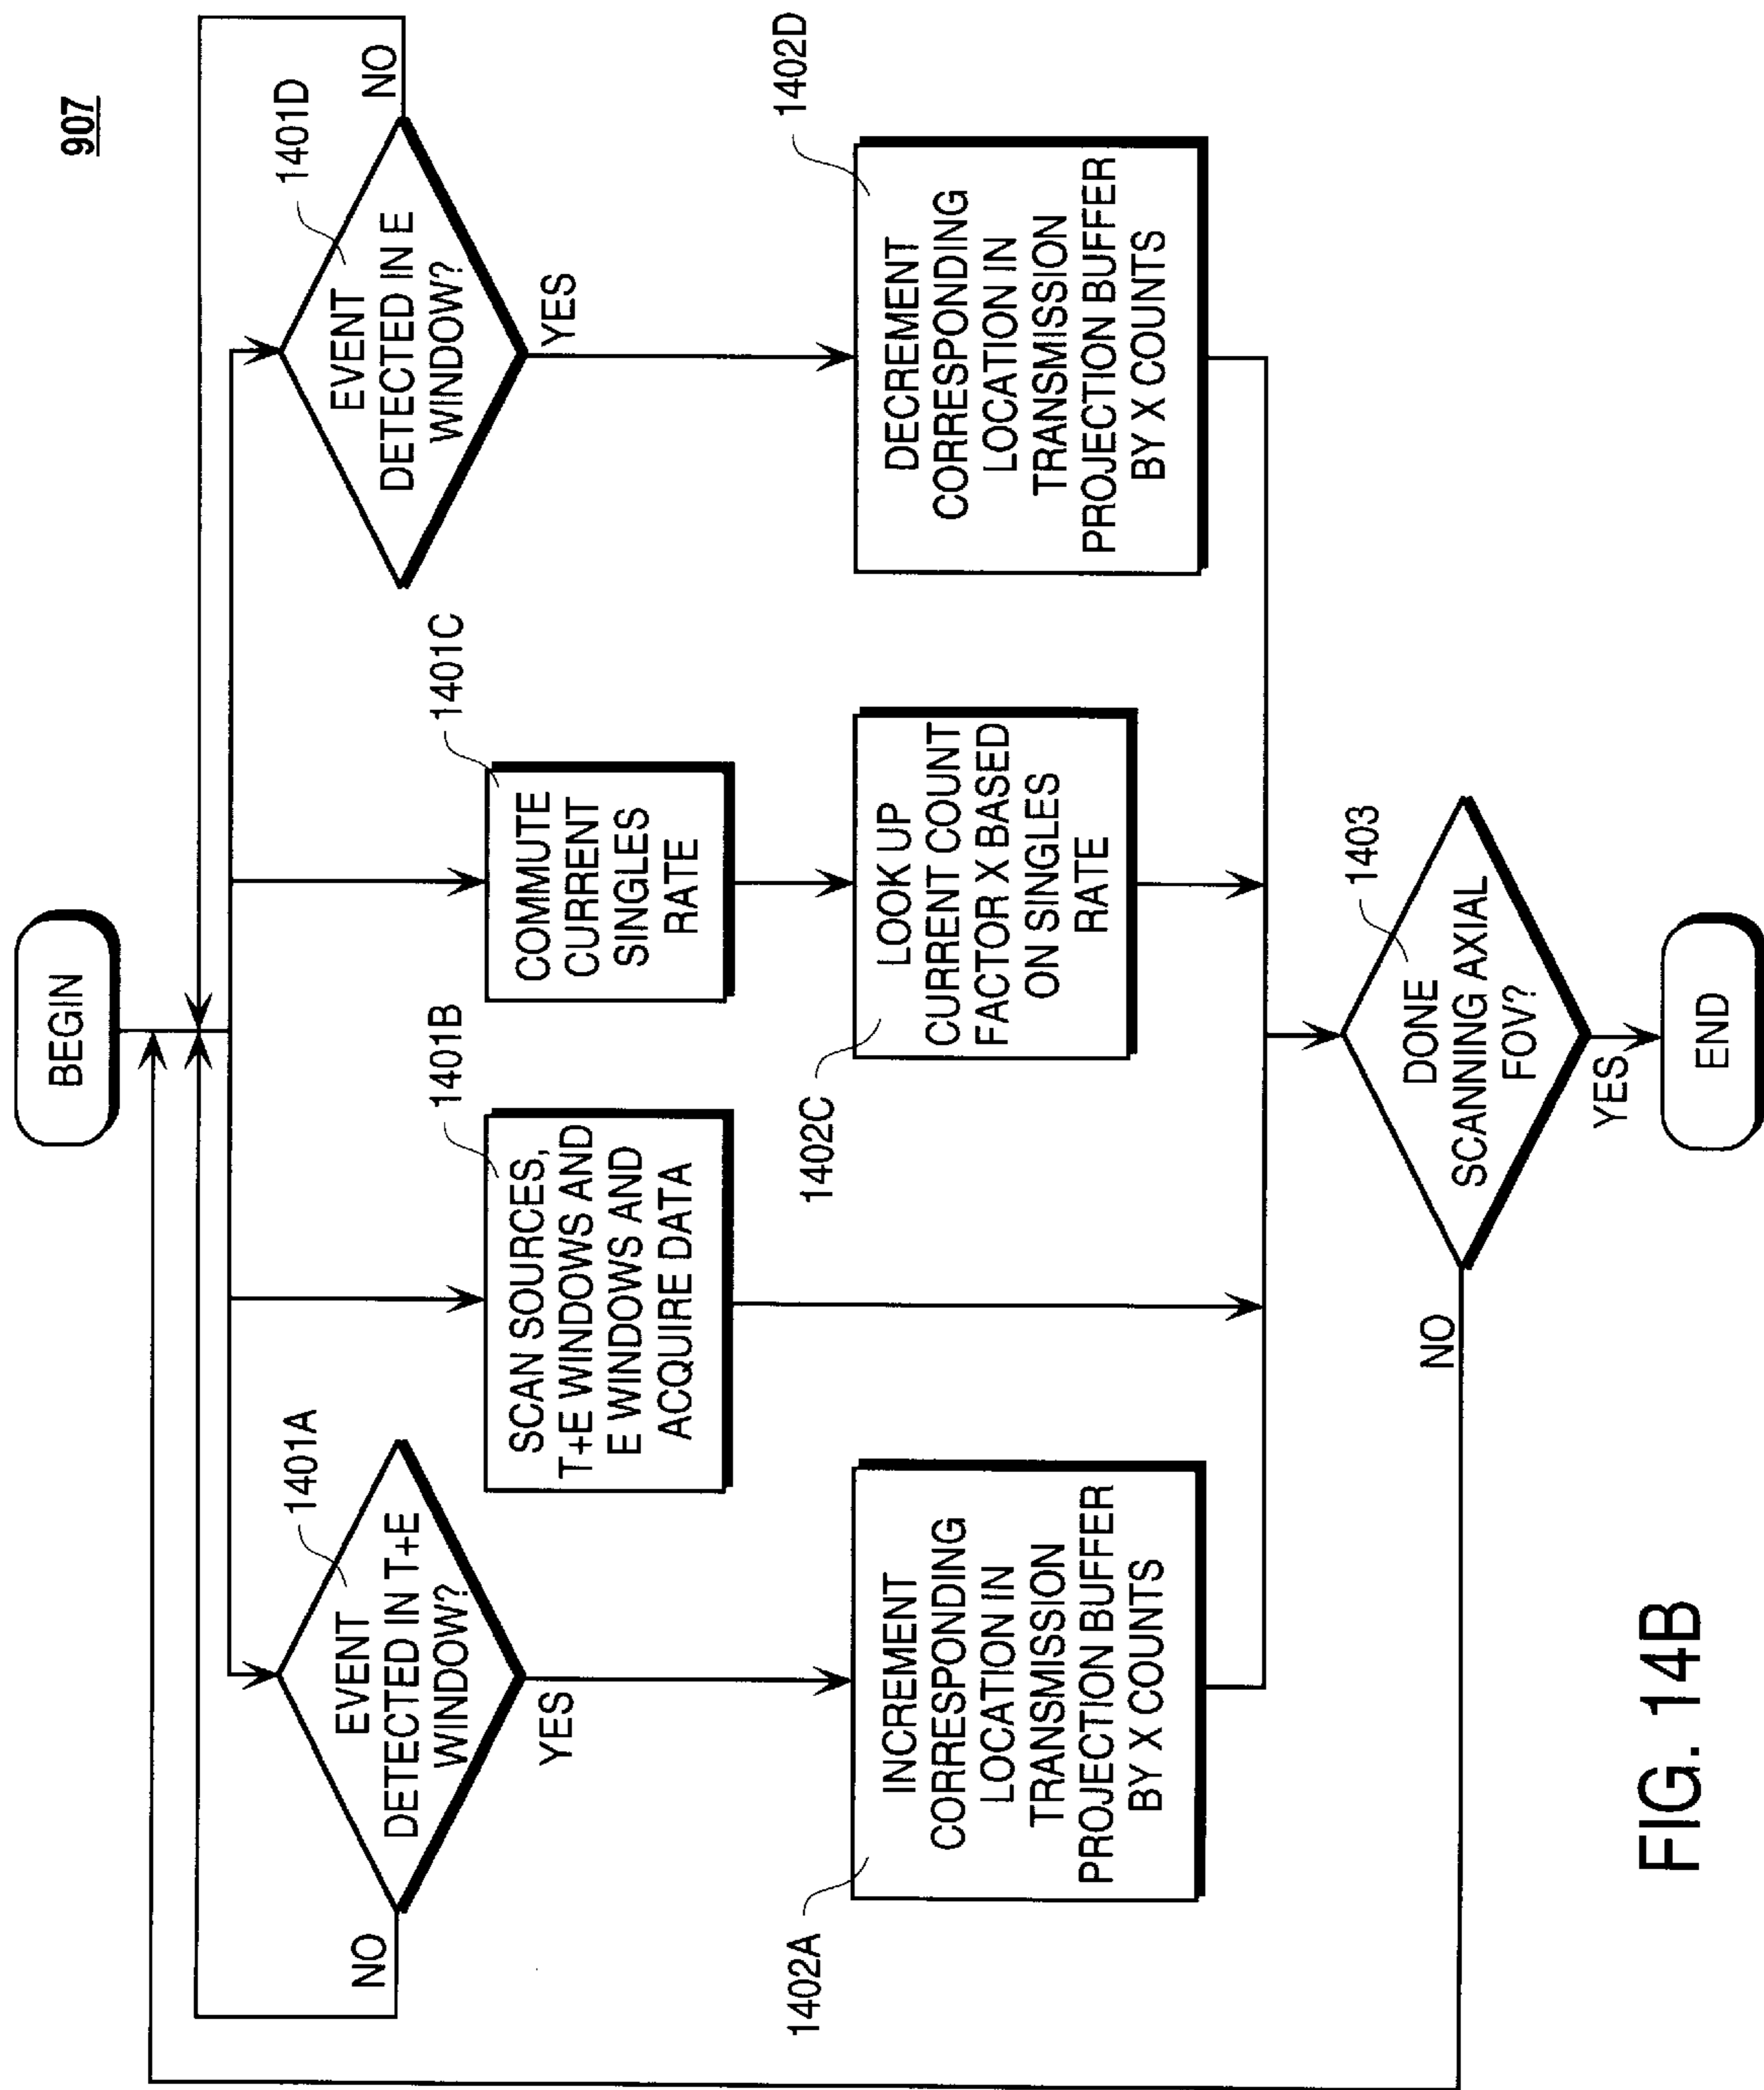 907
BEGIN
1401A
EVENT
DETECTED IN T+E
WINDOW?
NO
YES
1401B
SCAN SOURCES,
T+E WINDOWS AND
E WINDOWS AND
ACQUIRE DATA
1401C
COMMUTE
CURRENT
SINGLES
RATE
1401D
EVENT
DETECTED IN E
WINDOW?
NO
YES
1402A
INCREMENT
CORRESPONDING
LOCATION IN
TRANSMISSION
PROJECTION BUFFER
BY X COUNTS
1402C
LOOK UP
CURRENT COUNT
FACTOR X BASED
ON SINGLES
RATE
1402D
DECREMENT
CORRESPONDING
LOCATION IN
TRANSMISSION
PROJECTION BUFFER
BY X COUNTS
1403
DONE
SCANNING AXIAL
FOV?
NO
YES
END
FIG. 14B